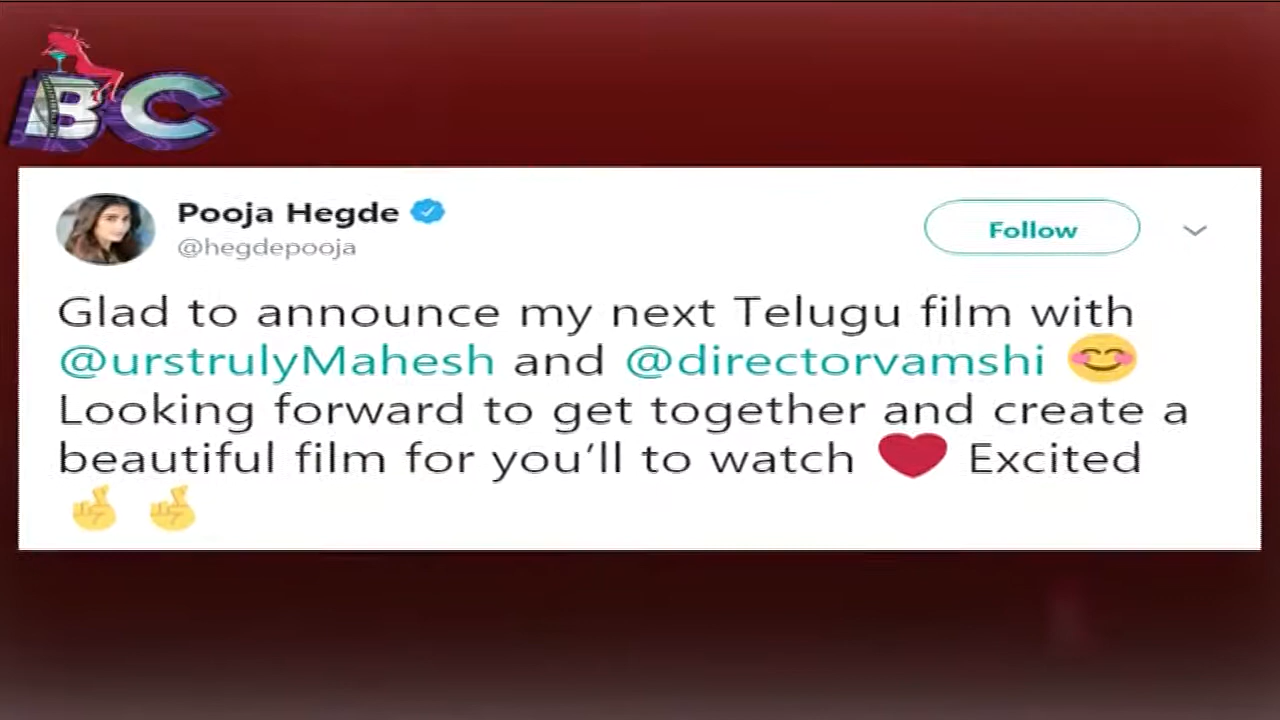 BC
Pooja Hegde
@hegdepooja
Follow
Glad to announce my next Telugu film with
@urstrulyMahesh and @directorvamshi 😊
Looking forward to get together and create a
beautiful film for you’ll to watch ❤️ Excited
🤞 🤞